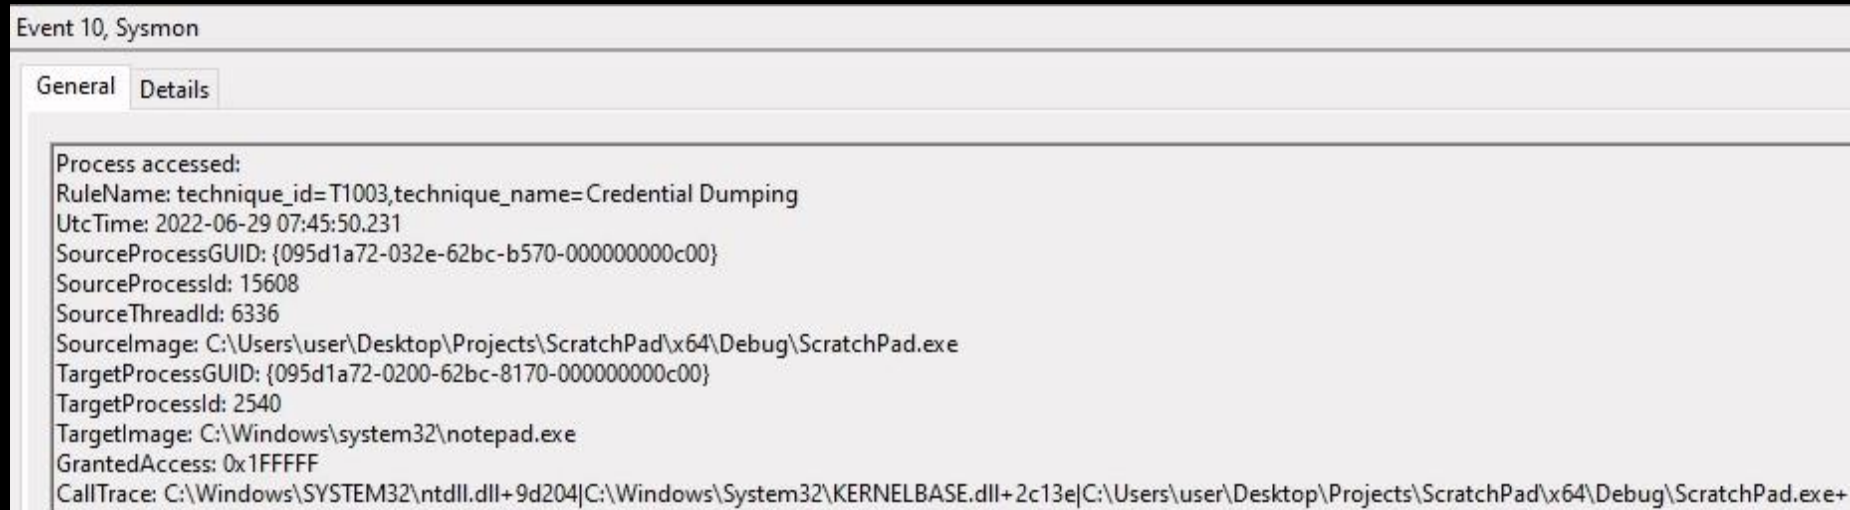 Event 10, Sysmon
General Details
Process accessed:
RuleName: technique_id=T1003,technique_name=Credential Dumping
UtcTime: 2022-06-29 07:45:50.231
SourceProcessGUID: {095d1a72-032e-62bc-b570-000000000c00}
SourceProcessId: 15608
SourceThreadId: 6336
SourceImage: C:\Users\user\Desktop\Projects\ScratchPad\x64\Debug\ScratchPad.exe
TargetProcessGUID: {095d1a72-0200-62bc-8170-000000000c00}
TargetProcessId: 2540
TargetImage: C:\Windows\system32\notepad.exe
GrantedAccess: 0x1FFFFF
CallTrace: C:\Windows\SYSTEM32\ntdll.dll+9d204|C:\Windows\System32\KERNELBASE.dll+2c13e|C:\Users\user\Desktop\Projects\ScratchPad\x64\Debug\ScratchPad.exe+